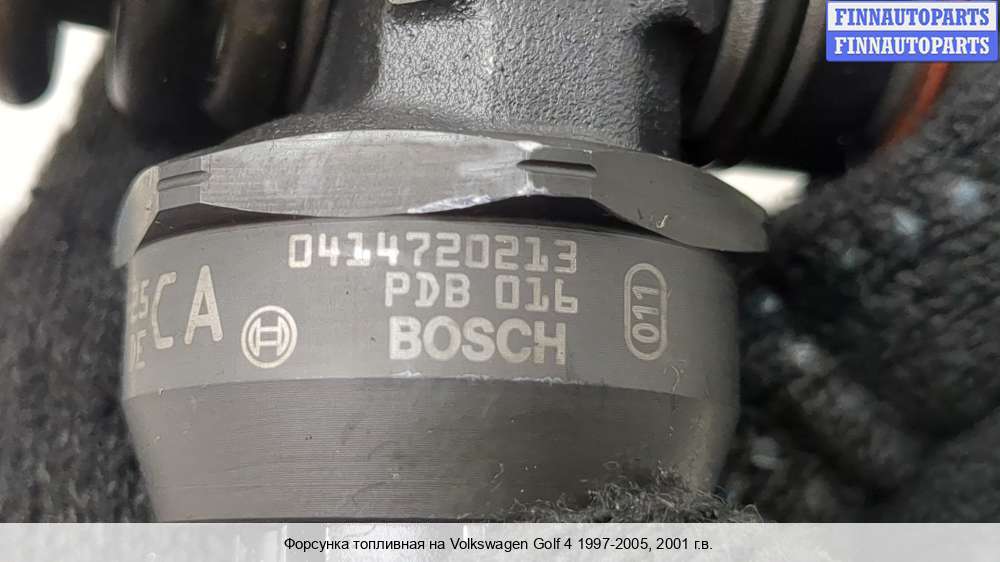 FINNAUTOPARTS
FINNAUTOPARTS
0414720213
PDB 016
BOSCH
CA
011
Форсунка топливная на Volkswagen Golf 4 1997-2005, 2001 г.в.